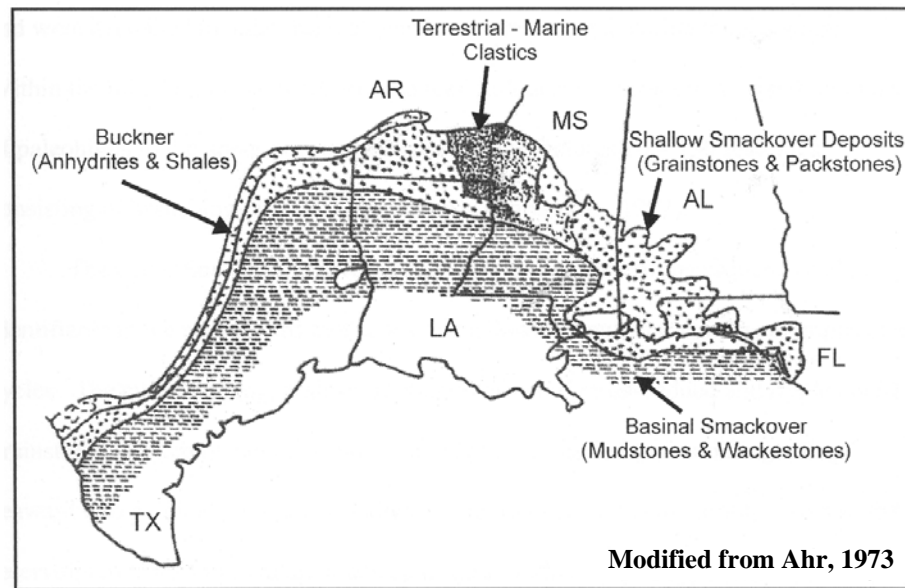 Terrestrial - Marine
Clastics
AR
MS
Buckner
(Anhydrites & Shales)
Shallow Smackover Deposits
(Grainstones & Packstones)
AL
LA
FL
Basinal Smackover
(Mudstones & Wackestones)
TX
Modified from Ahr, 1973